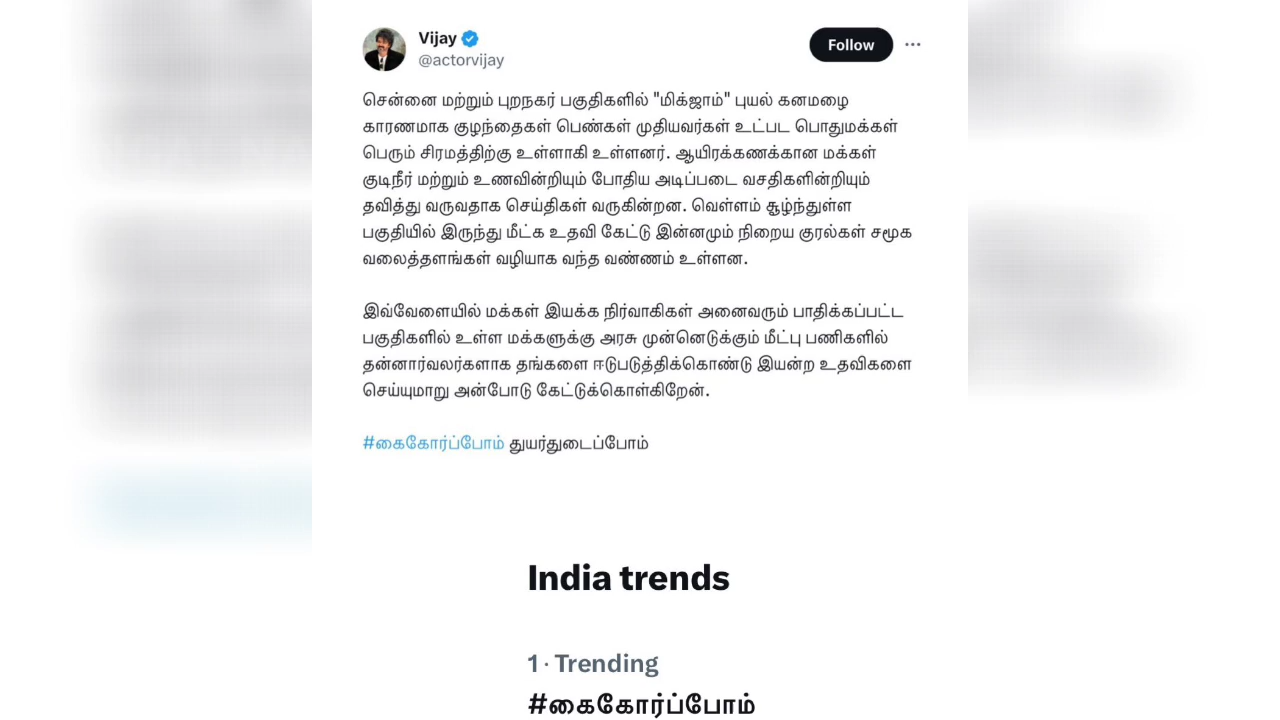 Vijay
@actorvijay
Follow
சென்னை மற்றும் புறநகர் பகுதிகளில் "மிக்ஜாம்" புயல் கனமழை
காரணமாக குழந்தைகள் பெண்கள் முதியவர்கள் உட்பட பொதுமக்கள்
பெரும் சிரமத்திற்கு உள்ளாகி உள்ளனர். ஆயிரக்கணக்கான மக்கள்
குடிநீர் மற்றும் உணவின்றியும் போதிய அடிப்படை வசதிகளின்றியும்
தவித்து வருவதாக செய்திகள் வருகின்றன. வெள்ளம் சூழ்ந்துள்ள
பகுதியில் இருந்து மீட்க உதவி கேட்டு இன்னமும் நிறைய குரல்கள் சமூக
வலைத்தளங்கள் வழியாக வந்த வண்ணம் உள்ளன.
இவ்வேளையில் மக்கள் இயக்க நிர்வாகிகள் அனைவரும் பாதிக்கப்பட்ட
பகுதிகளில் உள்ள மக்களுக்கு அரசு முன்னெடுக்கும் மீட்பு பணிகளில்
தன்னார்வலர்களாக தங்களை ஈடுபடுத்திக்கொண்டு இயன்ற உதவிகளை
செய்யுமாறு அன்போடு கேட்டுக்கொள்கிறேன்.
#கைகோர்ப்போம் துயர்துடைப்போம்
India trends
1 · Trending
#கைகோர்ப்போம்